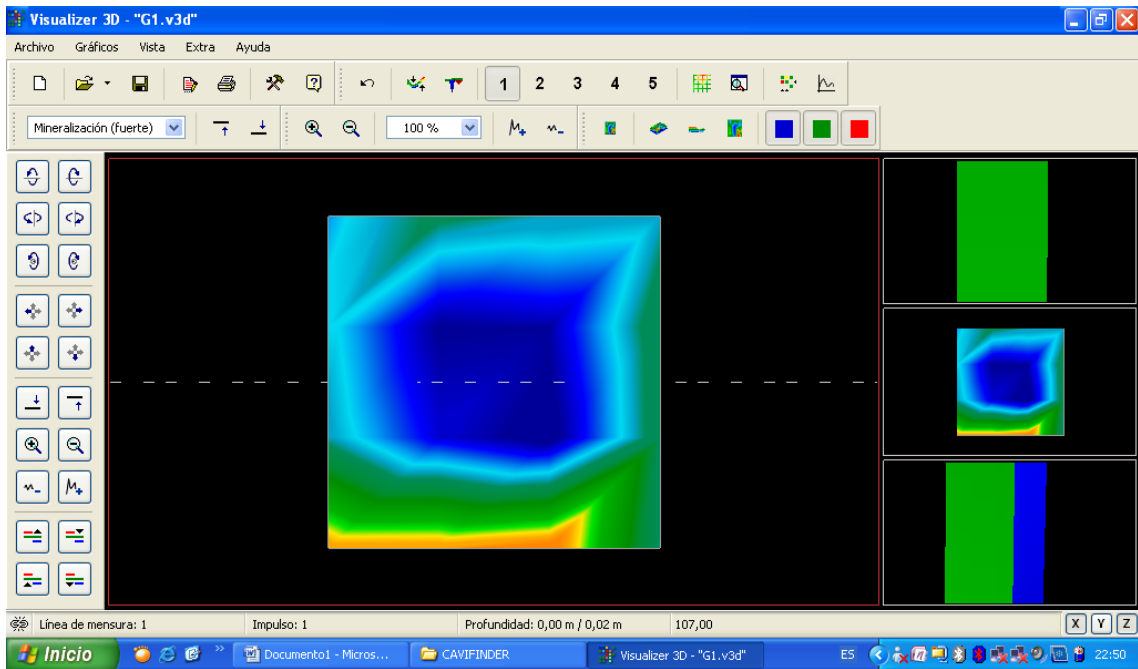 Visualizer 3D - "G1.v3d"
Archivo Gráficos Vista Extra Ayuda
1 2 3 4 5
Mineralización (fuerte) 100 %
Línea de mensura: 1 Impulso: 1 Profundidad: 0,00 m / 0,02 m 107,00 X Y Z
Inicio Documento1 - Micros... CAVIFINDER Visualizer 3D - "G1.v3d" ES 22:50